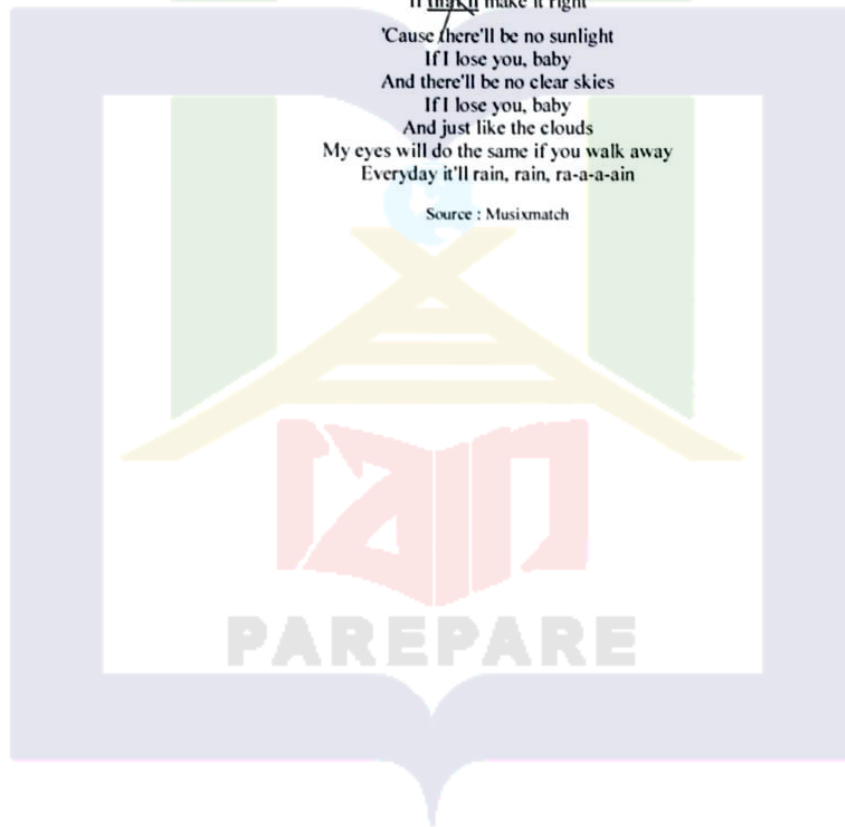 make it right
'Cause there'll be no sunlight
If I lose you, baby
And there'll be no clear skies
If I lose you, baby
And just like the clouds
My eyes will do the same if you walk away
Everyday it'll rain, rain, ra-a-a-ain
Source : Musixmatch
iain
PAREPARE